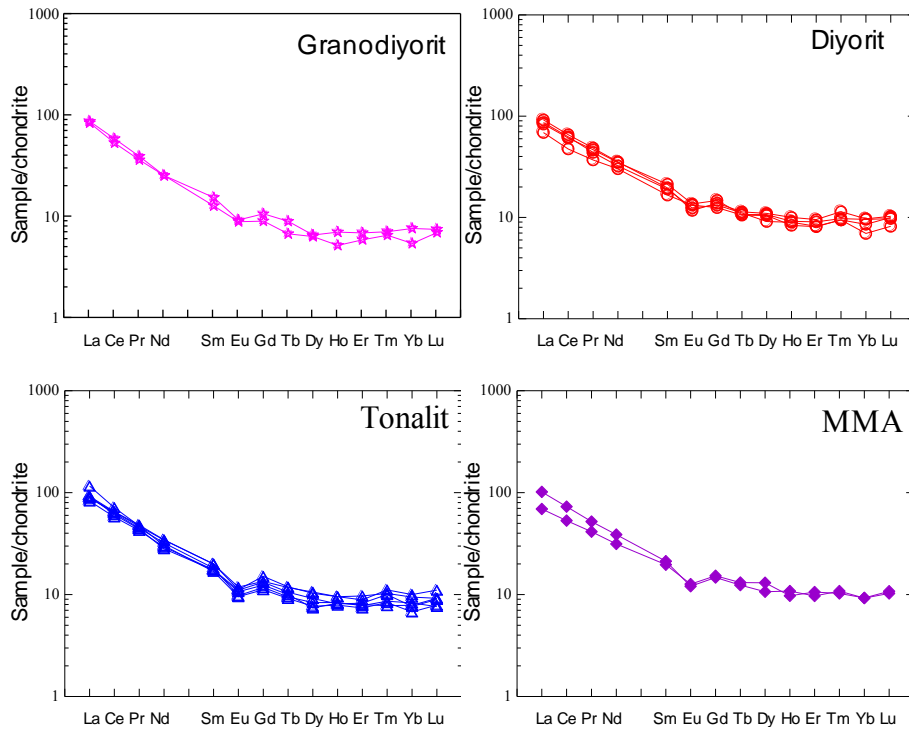 Granodiyorit
Sample/chondrite
1000
100
10
1
La Ce Pr Nd Sm Eu Gd Tb Dy Ho Er Tm Yb Lu
Diyorit
Sample/chondrite
1000
100
10
1
La Ce Pr Nd Sm Eu Gd Tb Dy Ho Er Tm Yb Lu
Tonalit
Sample/chondrite
1000
100
10
1
La Ce Pr Nd Sm Eu Gd Tb Dy Ho Er Tm Yb Lu
MMA
Sample/chondrite
1000
100
10
1
La Ce Pr Nd Sm Eu Gd Tb Dy Ho Er Tm Yb Lu